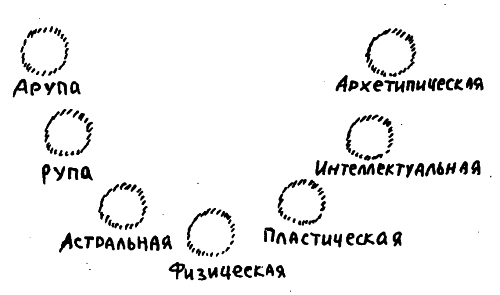 Арупа
Архетипическая
рупа
Интеллектуальная
Астральная
Пластическая
Физическая